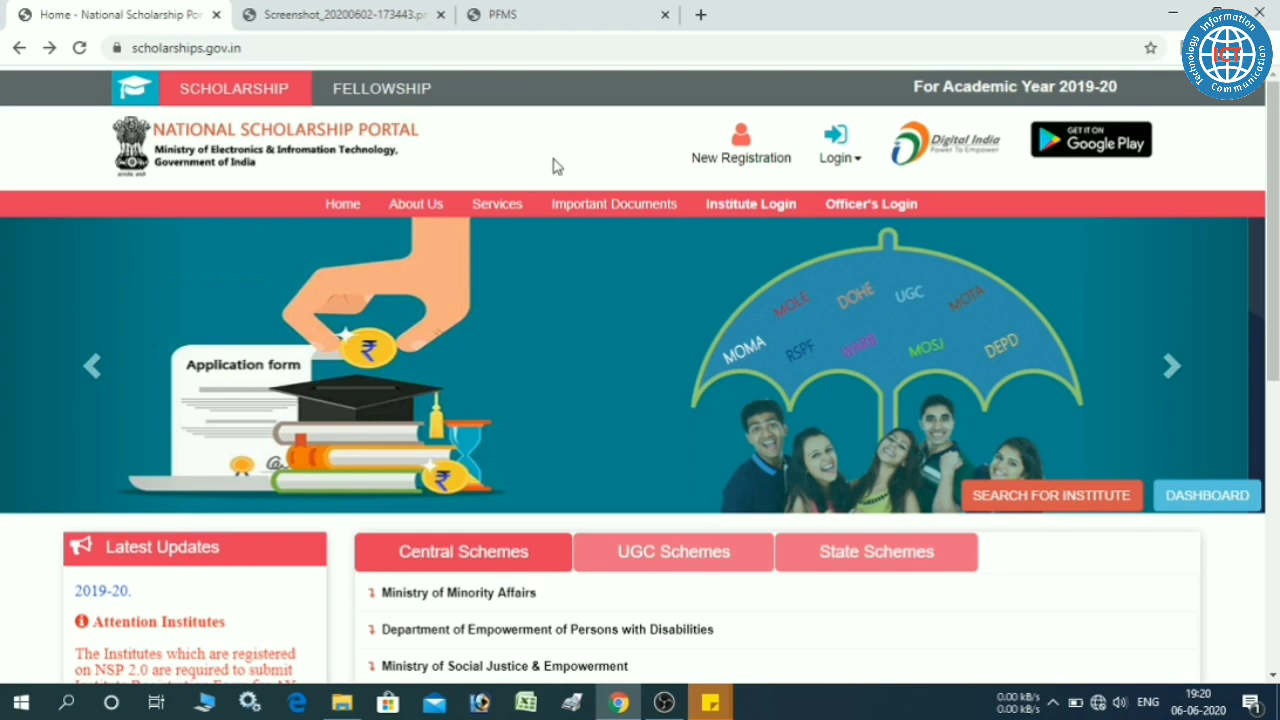 Home - National Scholarship Por
Screenshot_20200602-173443.pn
PFMS
scholarships.gov.in
Information
Communication
Technology
ICT
SCHOLARSHIP
FELLOWSHIP
For Academic Year 2019-20
NATIONAL SCHOLARSHIP PORTAL
Ministry of Electronics & Infromation Technology,
Government of India
New Registration
Login
Digital India
Power To Empower
GET IT ON
Google Play
Home
About Us
Services
Important Documents
Institute Login
Officer's Login
Application form
MOLE
DOHE
UGC
MOTA
MOMA
RSPF
WARB
MOSJ
DEPD
SEARCH FOR INSTITUTE
DASHBOARD
Latest Updates
2019-20.
Attention Institutes
The Institutes which are registered
on NSP 2.0 are required to submit
Central Schemes
UGC Schemes
State Schemes
Ministry of Minority Affairs
Department of Empowerment of Persons with Disabilities
Ministry of Social Justice & Empowerment
0.00 kB/s
0.00 kB/s
ENG
19:20
06-06-2020
1